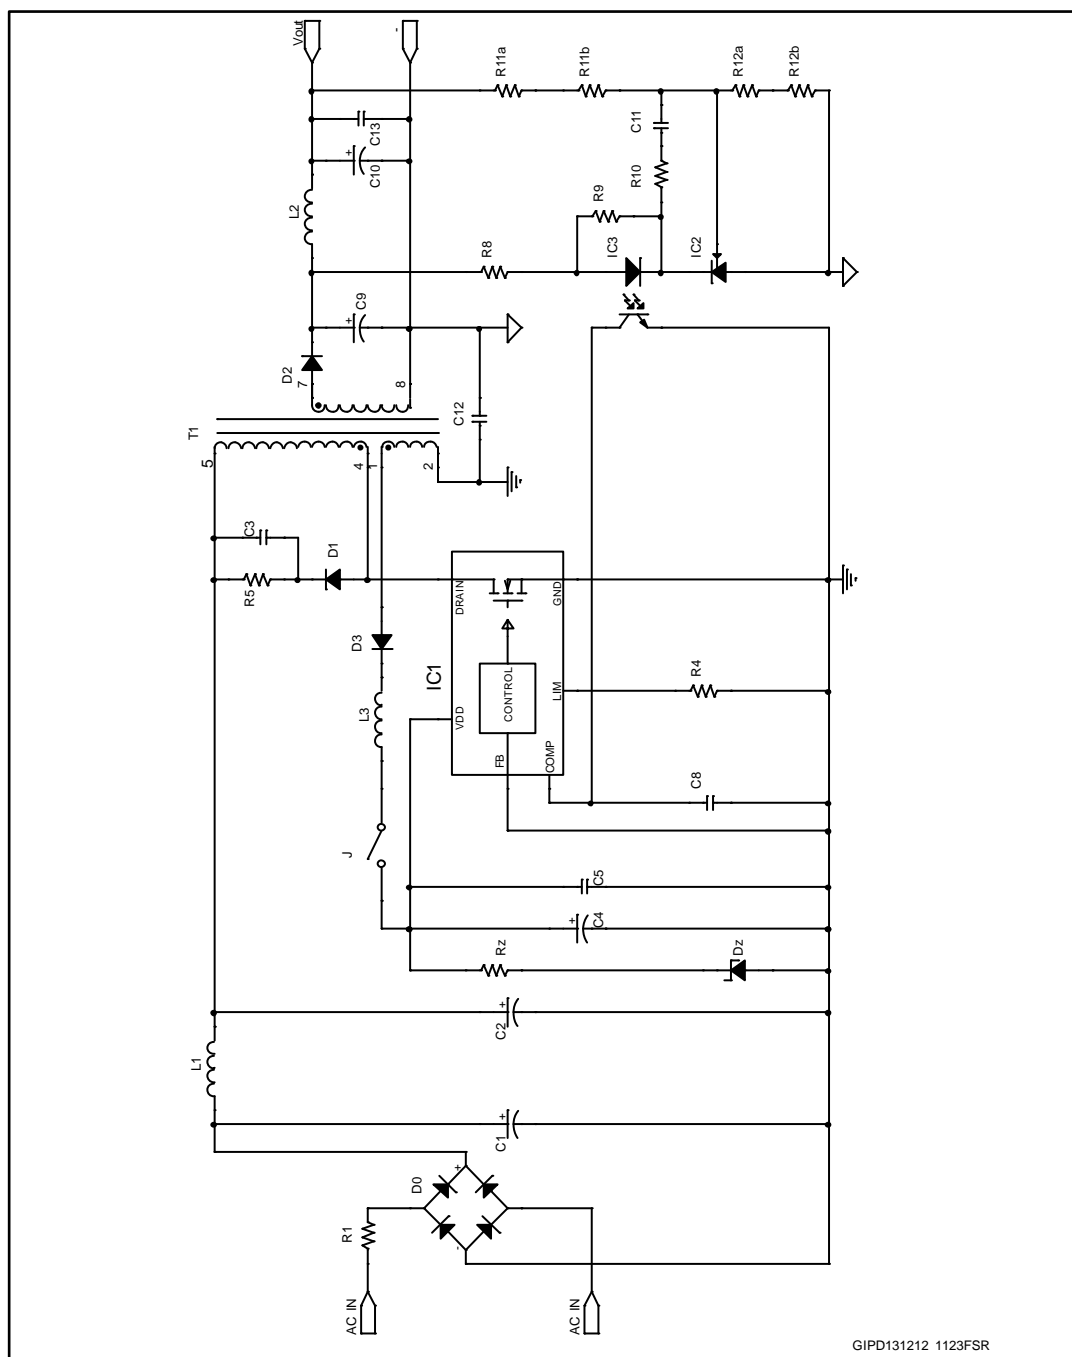 Vout
-
R11a
R11b
R12a
R12b
C13
+
C10
C11
R10
L2
R9
R8
IC3
IC2
+
C9
D2
7
8
C12
T1
5
4
1
2
C3
R5
D1
DRAIN
GND
D3
IC1
CONTROL
LIM
R4
L3
VDD
FB
COMP
C8
J
C5
+
C4
Rz
Dz
+
C2
L1
+
C1
D0
+
-
R1
AC IN
AC IN
GIPD131212 1123FSR